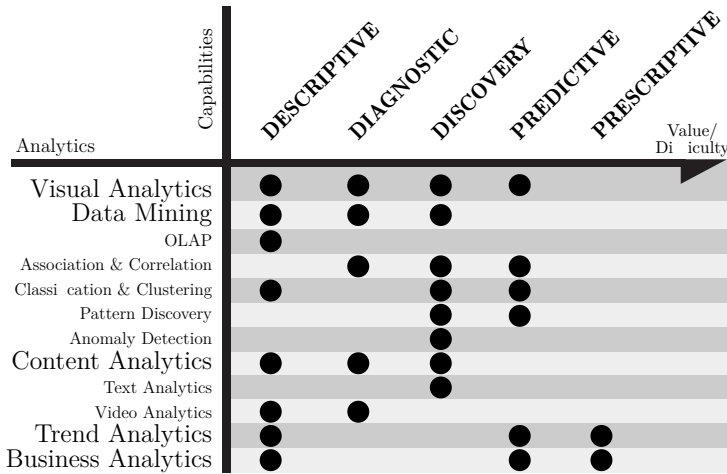 Capabilities
DESCRIPTIVE
DIAGNOSTIC
DISCOVERY
PREDICTIVE
PRESCRIPTIVE
Analytics
Value/
Di culty
Visual Analytics
Data Mining
OLAP
Association & Correlation
Classi cation & Clustering
Pattern Discovery
Anomaly Detection
Content Analytics
Text Analytics
Video Analytics
Trend Analytics
Business Analytics